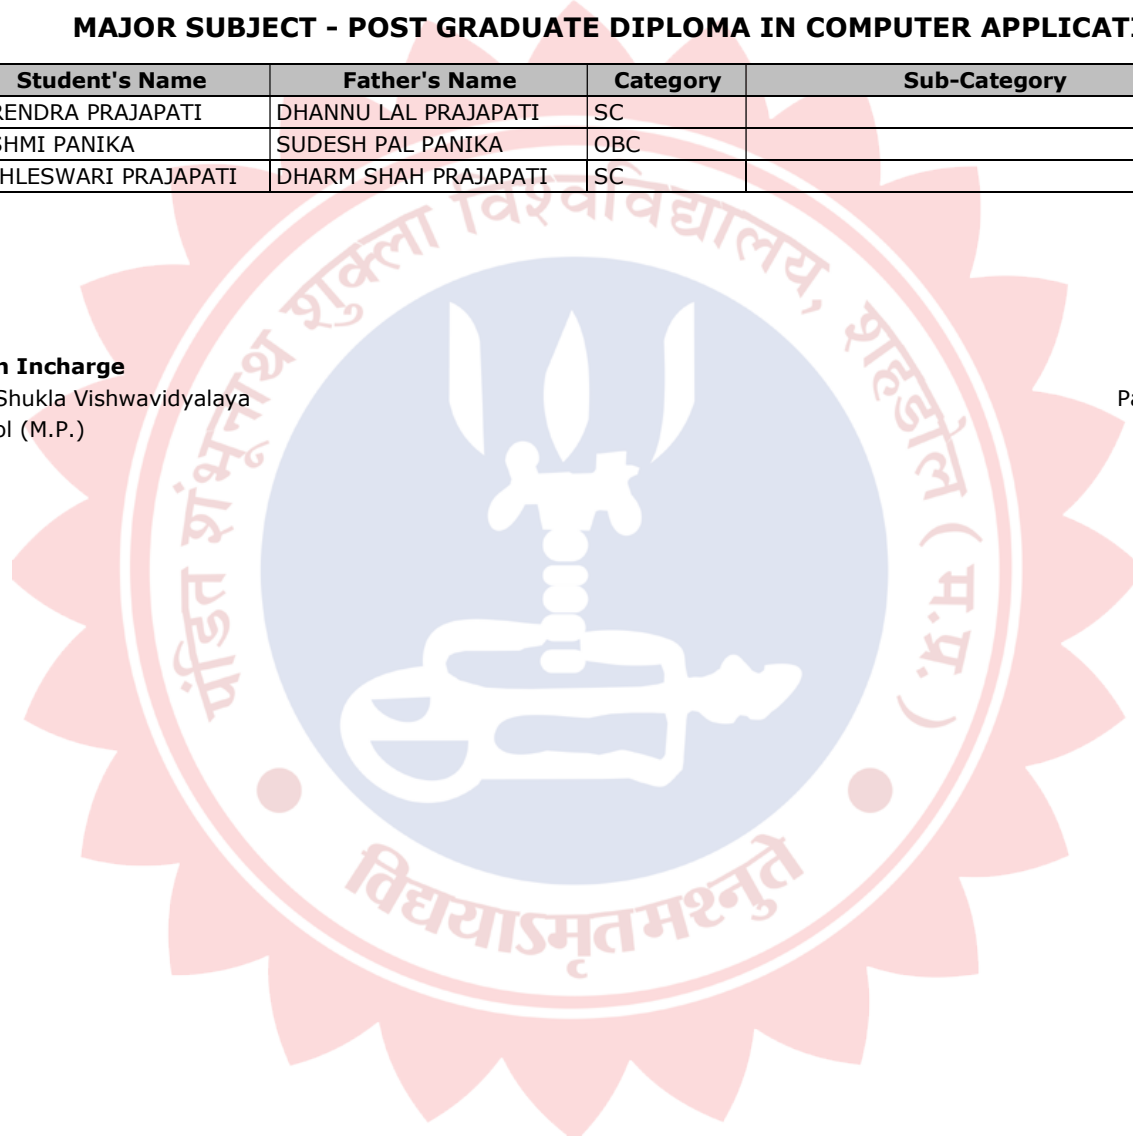 MAJOR SUBJECT - POST GRADUATE DIPLOMA IN COMPUTER APPLICATI
Student's Name Father's Name Category Sub-Category
RENDRA PRAJAPATI DHANNU LAL PRAJAPATI SC
SHMI PANIKA SUDESH PAL PANIKA OBC
HLESWARI PRAJAPATI DHARM SHAH PRAJAPATI SC
पंडित शंभूनाथ शुक्ला विश्वविद्यालय, शहडोल (म.प्र.)
n Incharge
Shukla Vishwavidyalaya Pa
ol (M.P.)
विद्ययाऽमृतमश्नुते